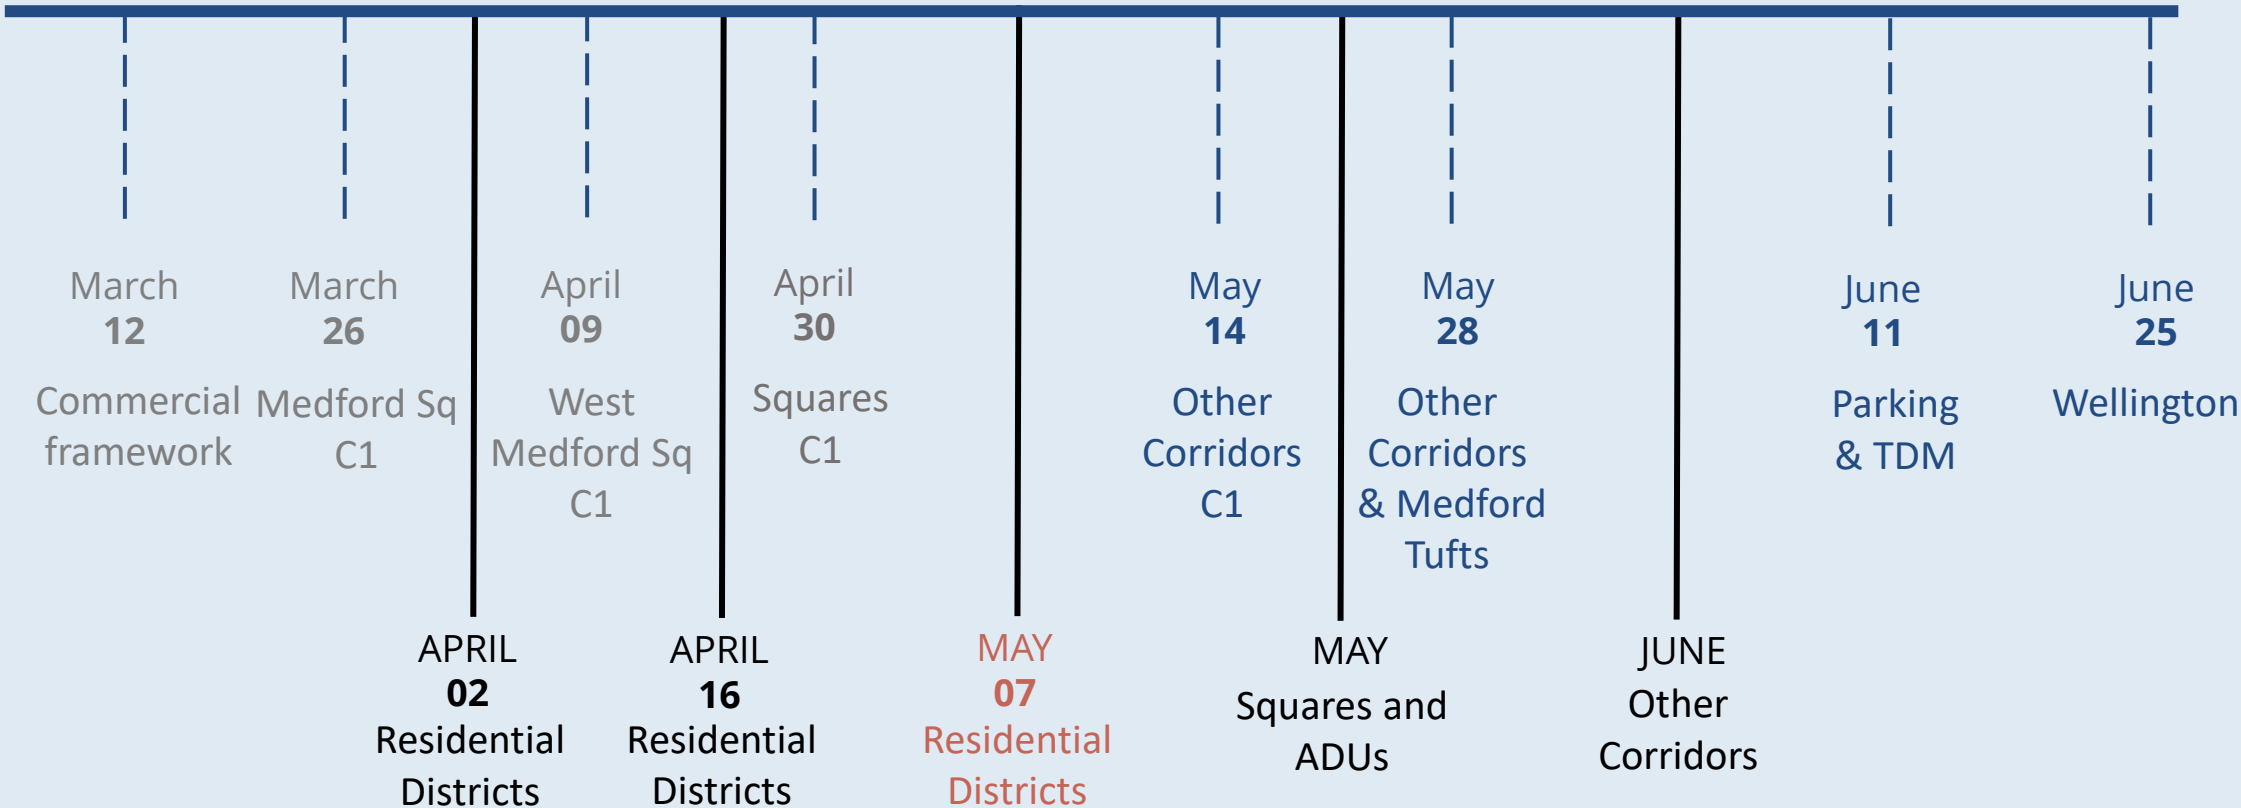 March
12
Commercial
framework
March
26
Medford Sq
C1
April
09
West
Medford Sq
C1
April
30
Squares
C1
May
14
Other
Corridors
C1
May
28
Other
Corridors
& Medford
Tufts
June
11
Parking
& TDM
June
25
Wellington
APRIL
02
Residential
Districts
APRIL
16
Residential
Districts
MAY
07
Residential
Districts
MAY
Squares and
ADUs
JUNE
Other
Corridors